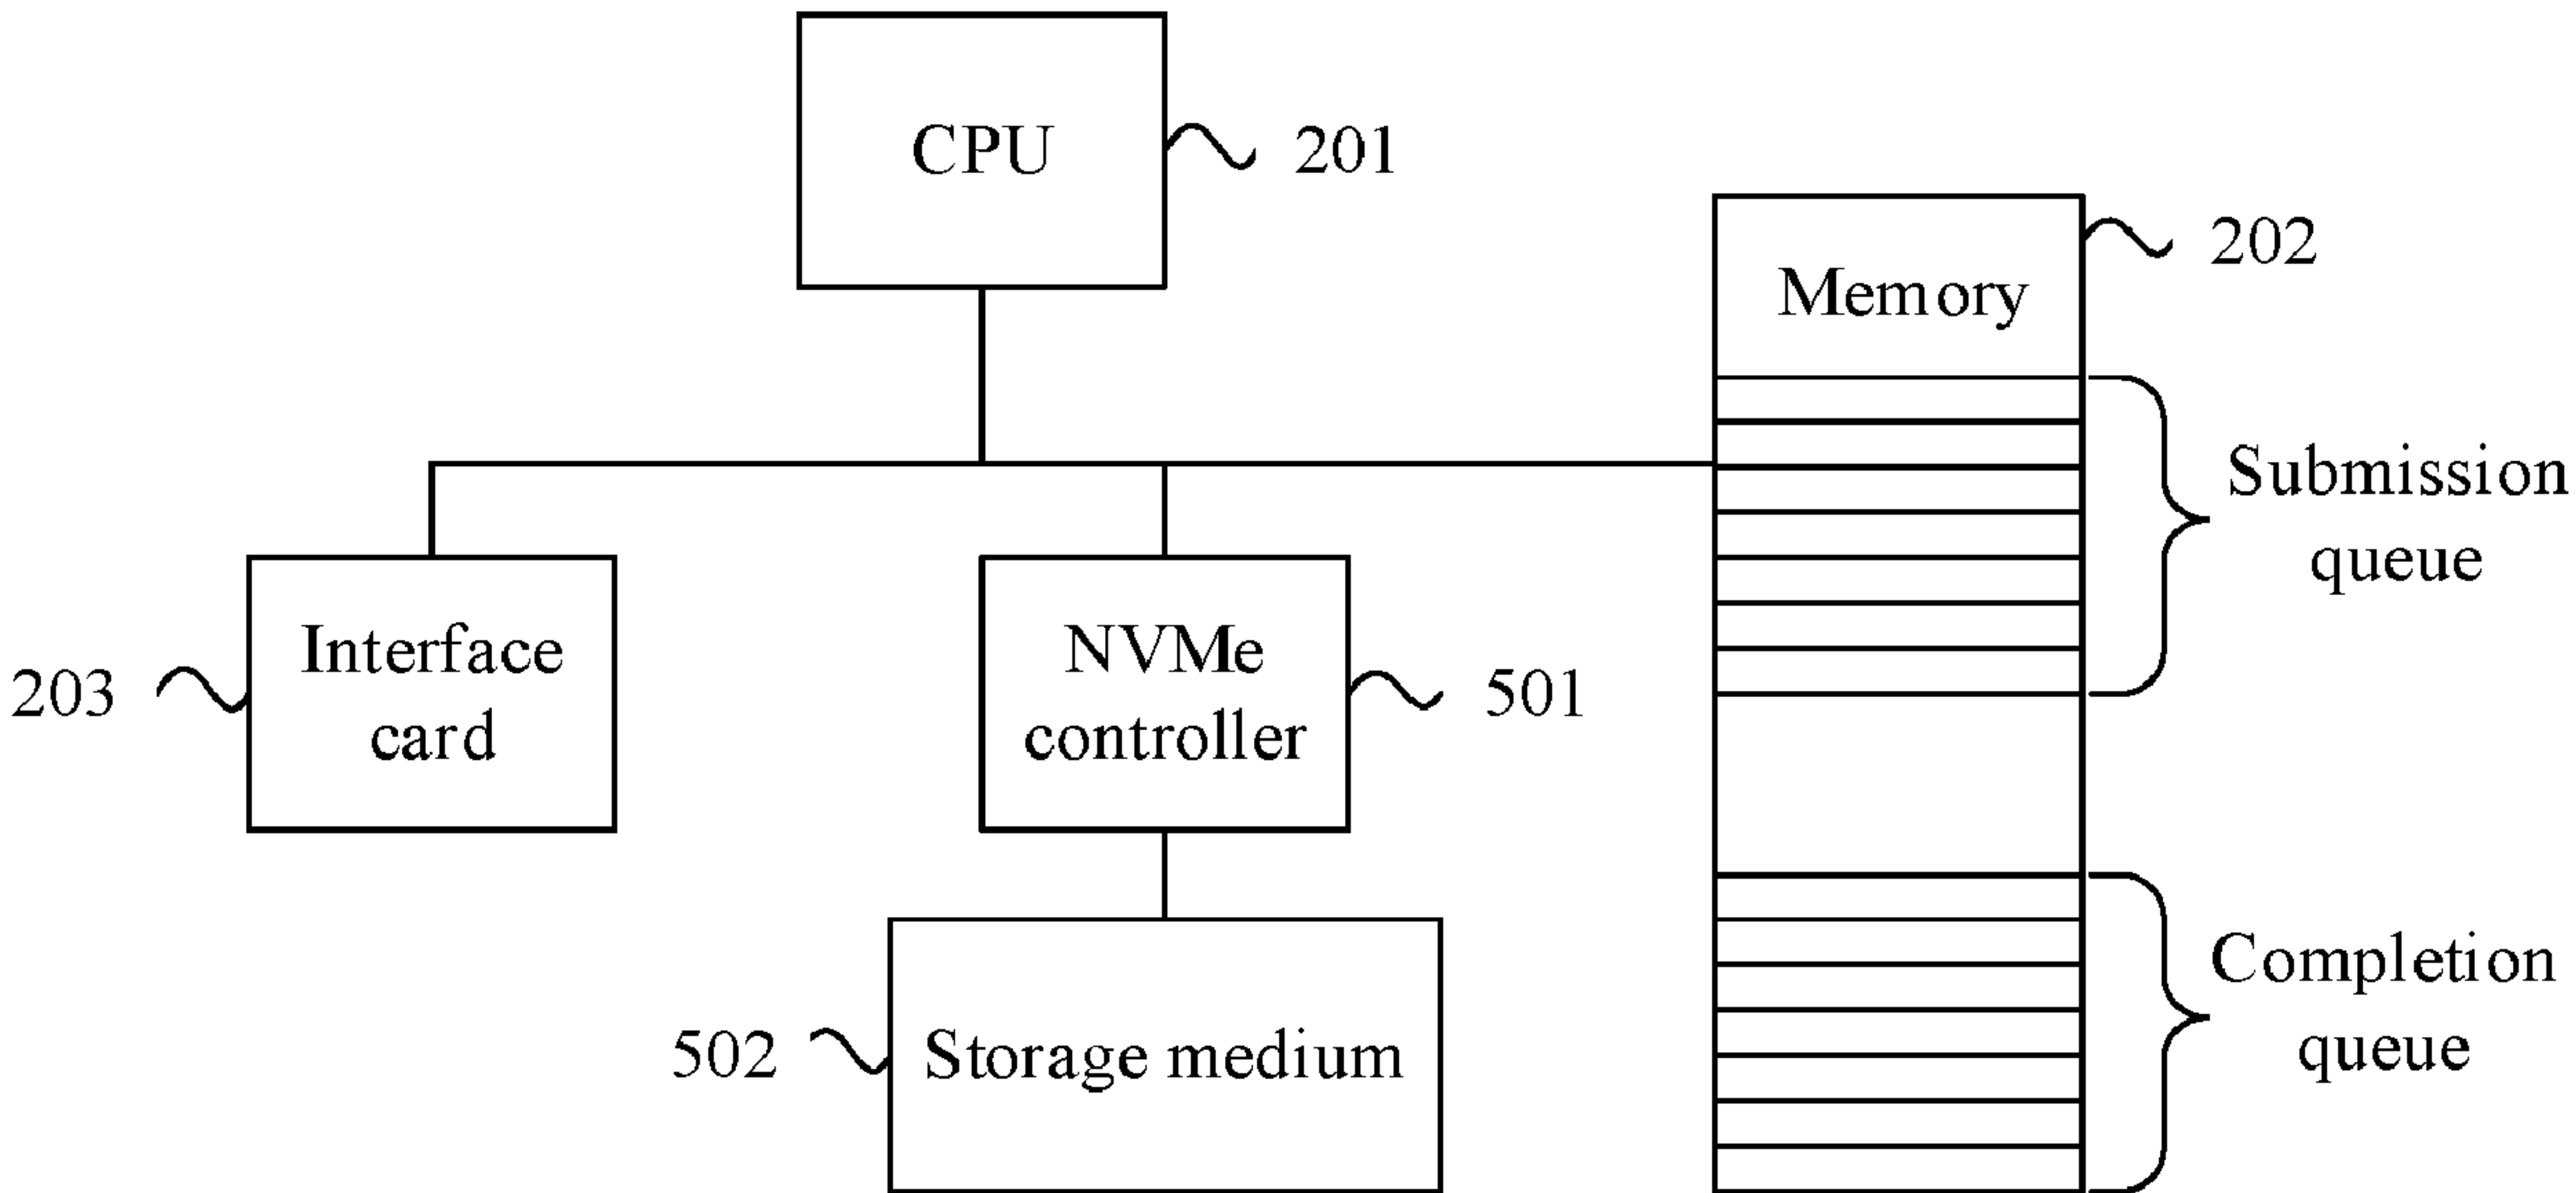 CPU
201
202
Memory
Submission
queue
Interface
card
203
NVMe
controller
501
Completion
queue
502
Storage medium